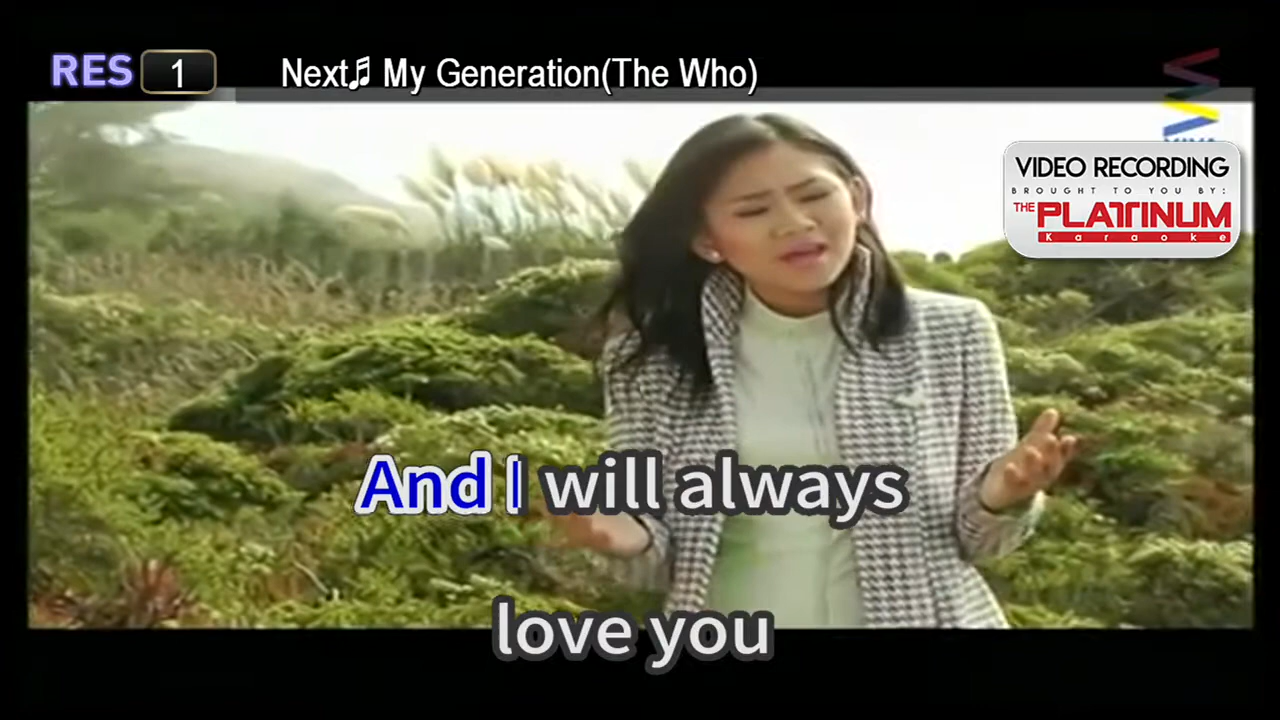 RES 1 Next♫ My Generation(The Who)
VIDEO RECORDING
BROUGHT TO YOU BY:
THE PLATINUM
Karaoke
And I will always
love you